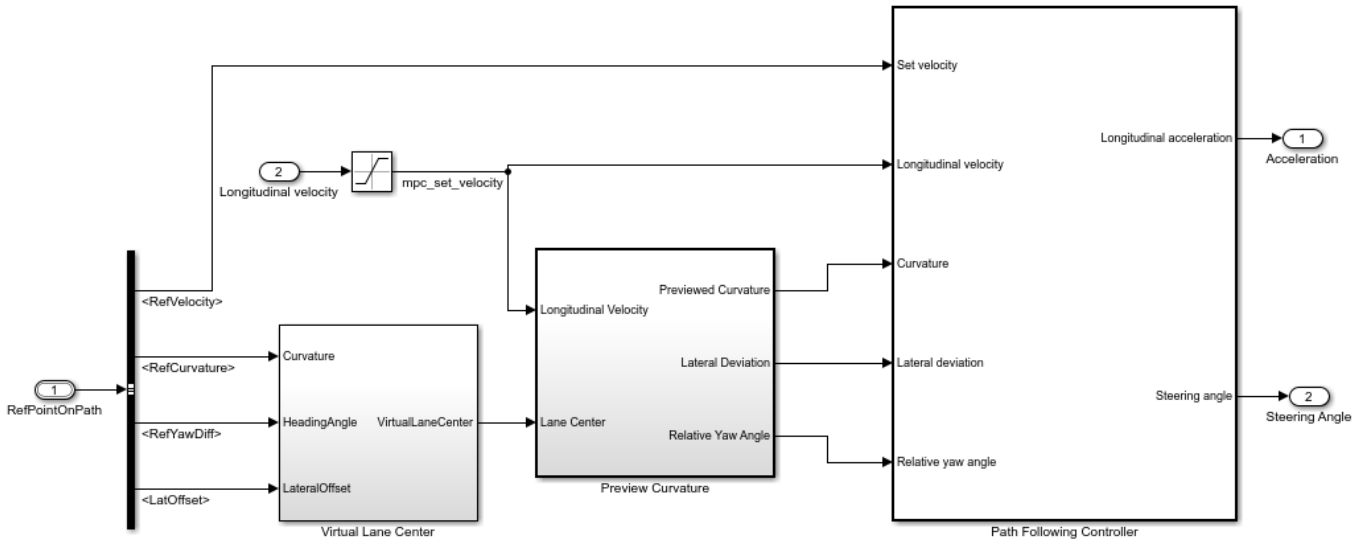 Set velocity
Longitudinal acceleration
1
Acceleration
2
Longitudinal velocity
mpc_set_velocity
Longitudinal velocity
Curvature
Lateral deviation
Steering angle
2
Steering Angle
Relative yaw angle
Path Following Controller
Previewed Curvature
Longitudinal Velocity
Lateral Deviation
Lane Center
Relative Yaw Angle
Preview Curvature
<RefVelocity>
Curvature
<RefCurvature>
1
RefPointOnPath
HeadingAngle
VirtualLaneCenter
<RefYawDiff>
LateralOffset
<LatOffset>
Virtual Lane Center